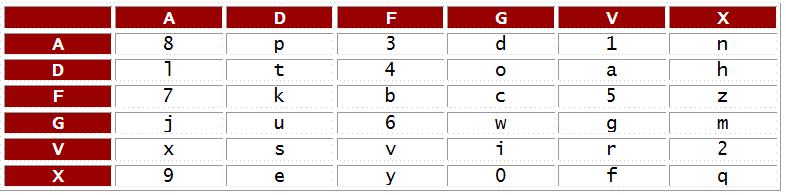 A D F G V X
A 8 p 3 d 1 n
D l t 4 o a h
F 7 k b c 5 z
G j u 6 w g m
V x s v i r 2
X 9 e y 0 f q